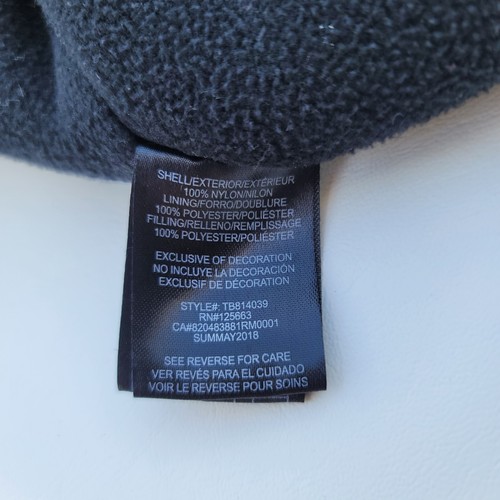 SHELL/EXTERIOR/EXTÉRIEUR
100% NYLON/NILON
LINING/FORRO/DOUBLURE
100% POLYESTER/POLIÉSTER
FILLING/RELLENO/REMPLISSAGE
100% POLYESTER/POLIÉSTER
EXCLUSIVE OF DECORATION
NO INCLUYE LA DECORACIÓN
EXCLUSIF DE DÉCORATION
STYLE#: TB814039
RN#125663
CA#820483881RM0001
SUMMAY2018
SEE REVERSE FOR CARE
VER REVÉS PARA EL CUIDADO
VOIR LE REVERSE POUR SOINS